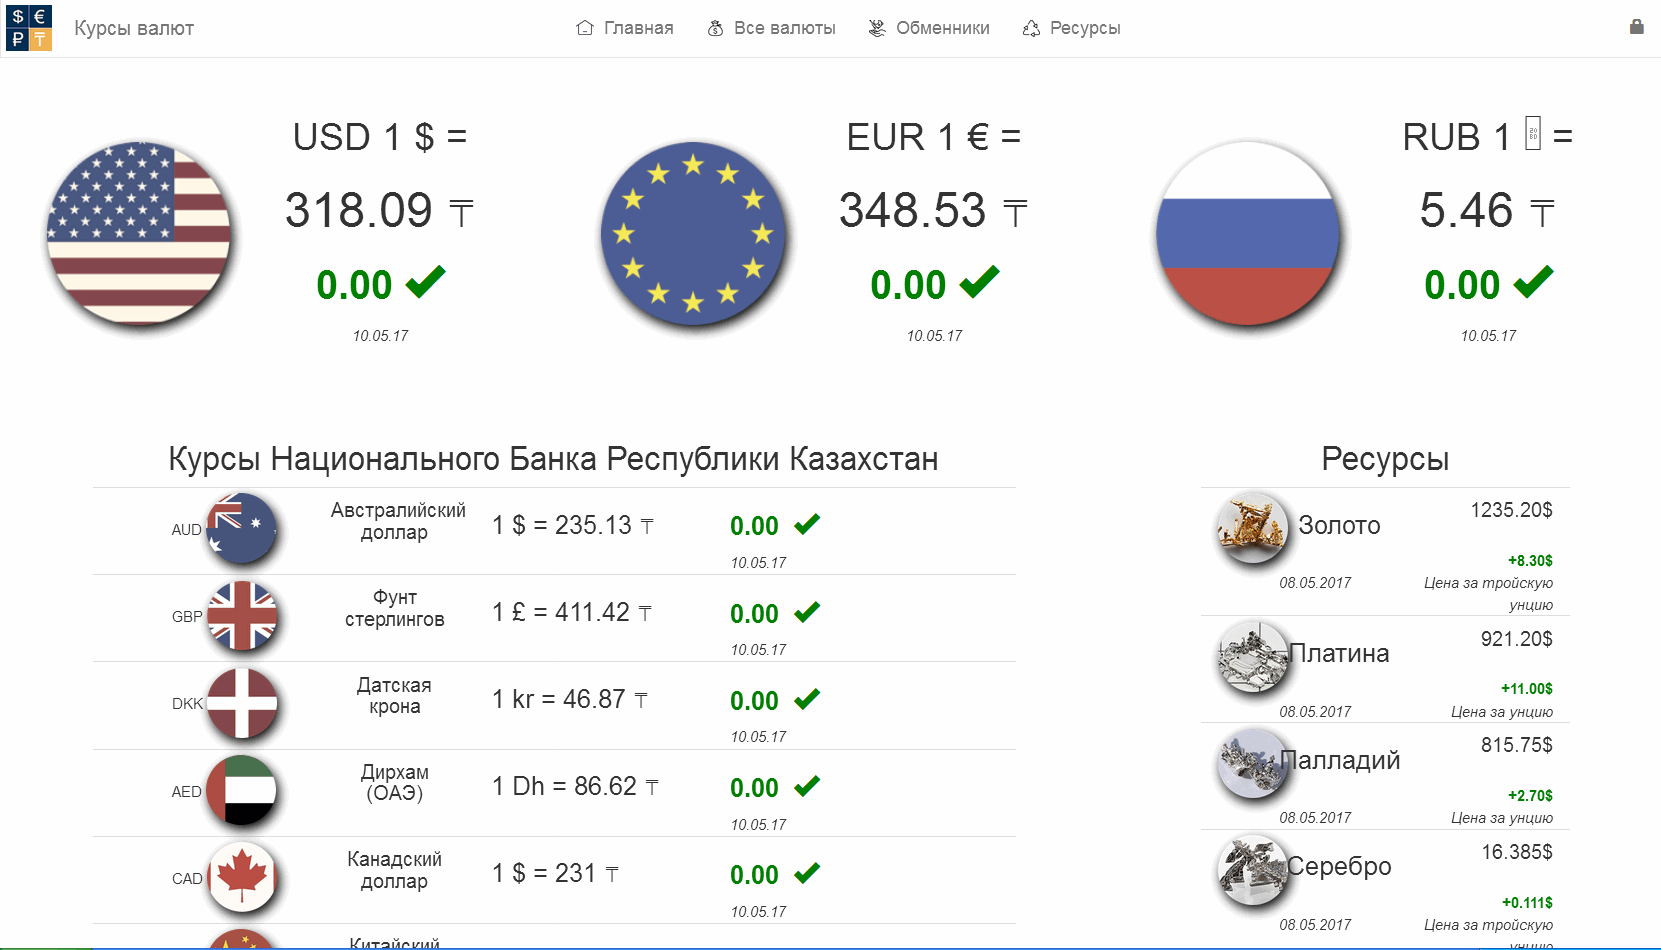 $ €
₽ ₸
Курсы валют
Главная
Все валюты
Обменники
Ресурсы
USD 1 $ =
318.09 ₸
0.00
10.05.17
EUR 1 € =
348.53 ₸
0.00
10.05.17
RUB 1 =
5.46 ₸
0.00
10.05.17
Курсы Национального Банка Республики Казахстан
AUD
Австралийский
доллар
1 $ = 235.13 ₸
0.00
10.05.17
GBP
Фунт
стерлингов
1 £ = 411.42 ₸
0.00
10.05.17
DKK
Датская
крона
1 kr = 46.87 ₸
0.00
10.05.17
AED
Дирхам
(ОАЭ)
1 Dh = 86.62 ₸
0.00
10.05.17
CAD
Канадский
доллар
1 $ = 231 ₸
0.00
10.05.17
Китайский
Ресурсы
Золото
1235.20$
+8.30$
08.05.2017
Цена за тройскую
унцию
Платина
921.20$
+11.00$
08.05.2017
Цена за унцию
Палладий
815.75$
+2.70$
08.05.2017
Цена за унцию
Серебро
16.385$
+0.111$
08.05.2017
Цена за тройскую
унцию